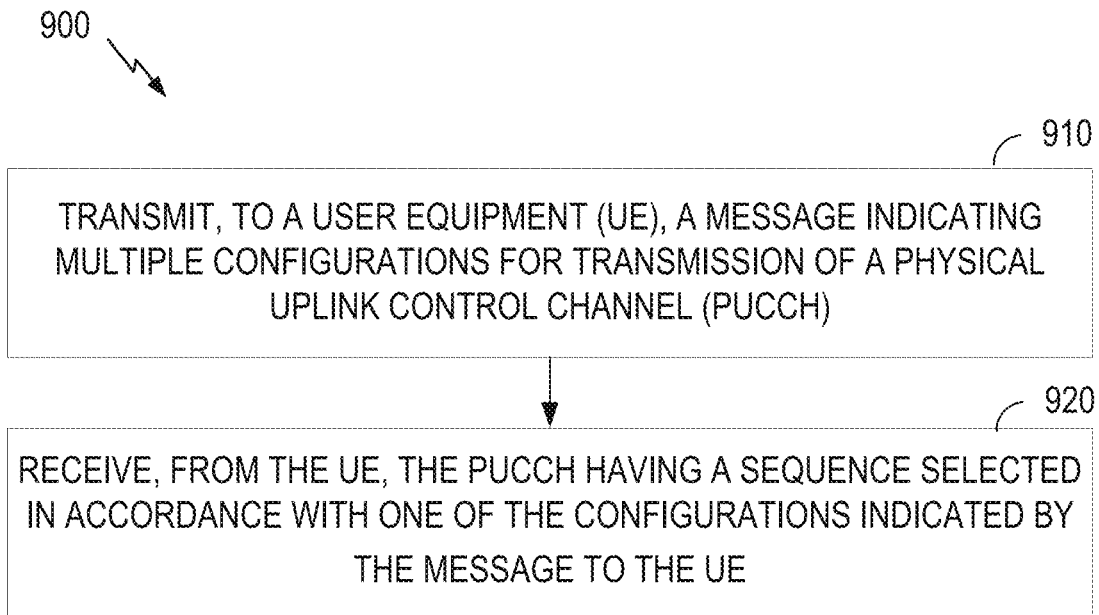 900
910
TRANSMIT, TO A USER EQUIPMENT (UE), A MESSAGE INDICATING
MULTIPLE CONFIGURATIONS FOR TRANSMISSION OF A PHYSICAL
UPLINK CONTROL CHANNEL (PUCCH)
920
RECEIVE, FROM THE UE, THE PUCCH HAVING A SEQUENCE SELECTED
IN ACCORDANCE WITH ONE OF THE CONFIGURATIONS INDICATED BY
THE MESSAGE TO THE UE